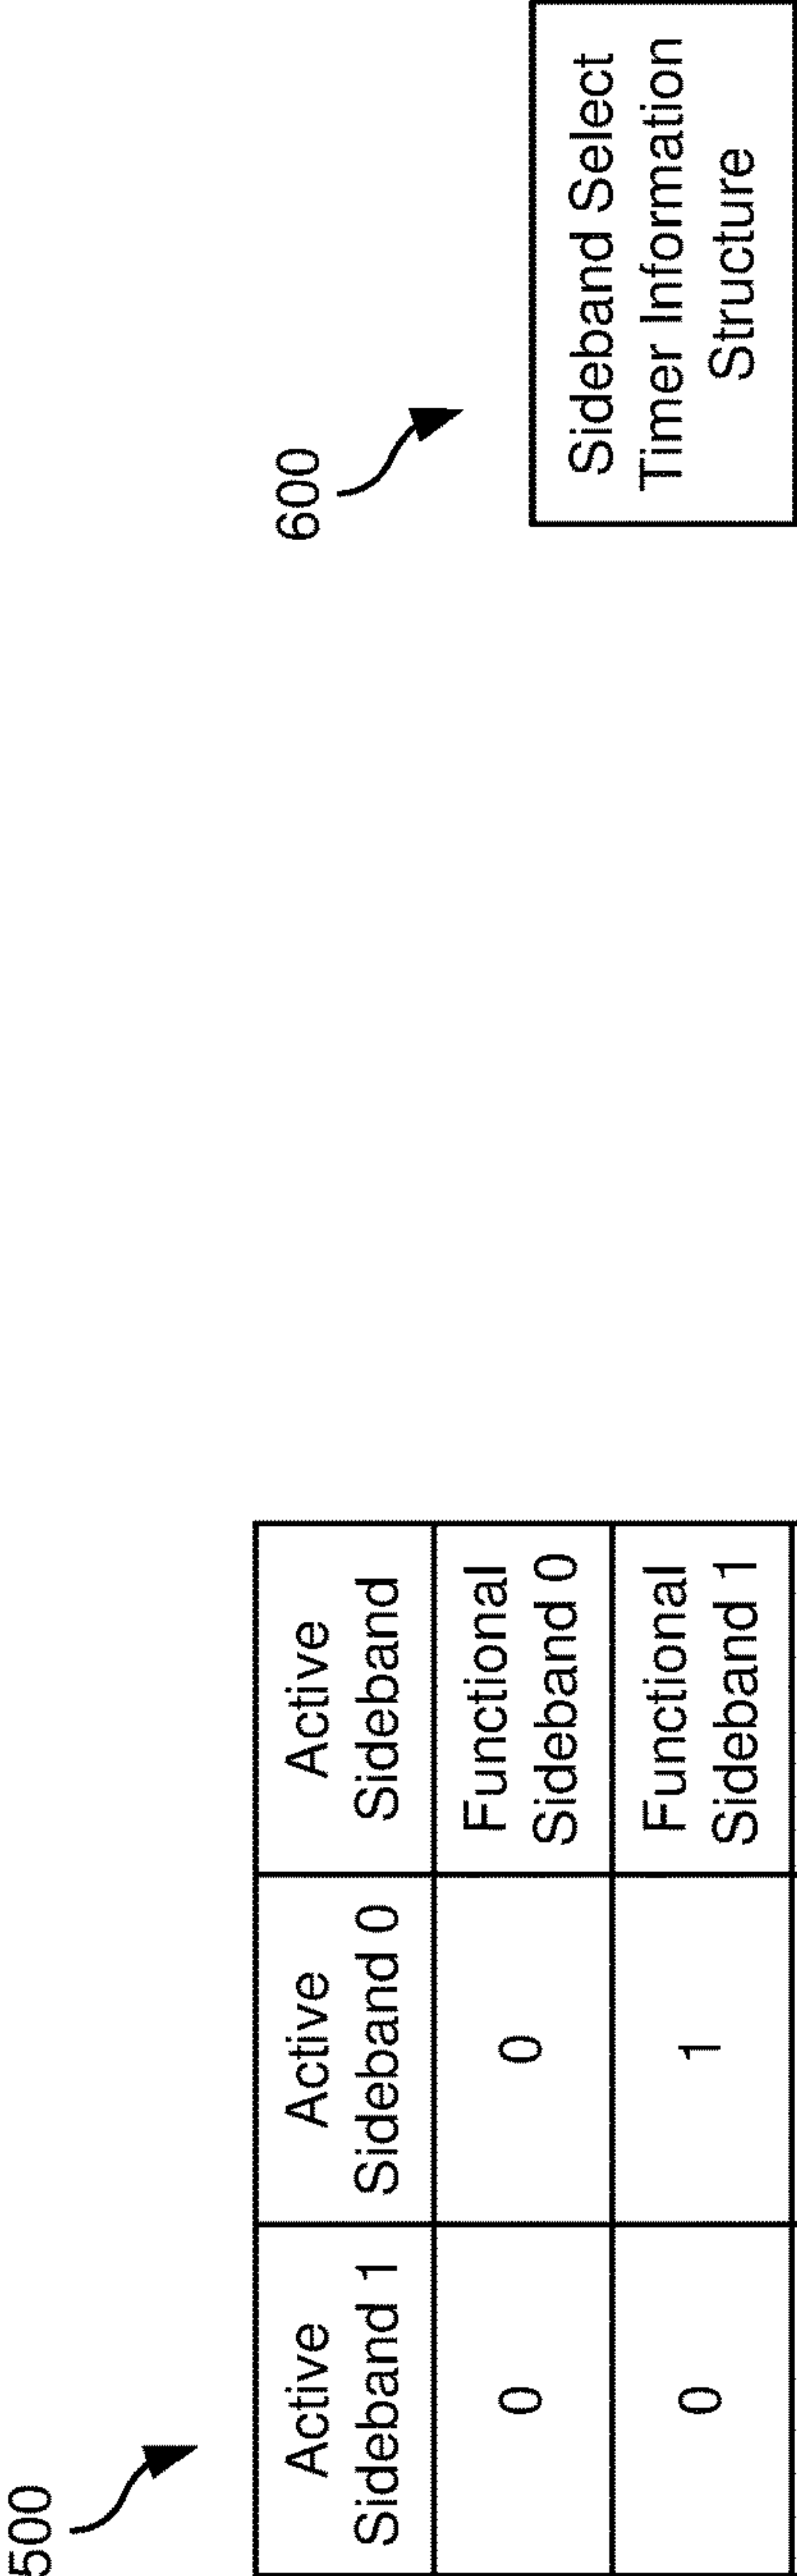 500
Active
Sideband 1
Active
Sideband 0
Active
Sideband
0
0
Functional
Sideband 0
0
1
Functional
Sideband 1
600
Sideband Select
Timer Information
Structure